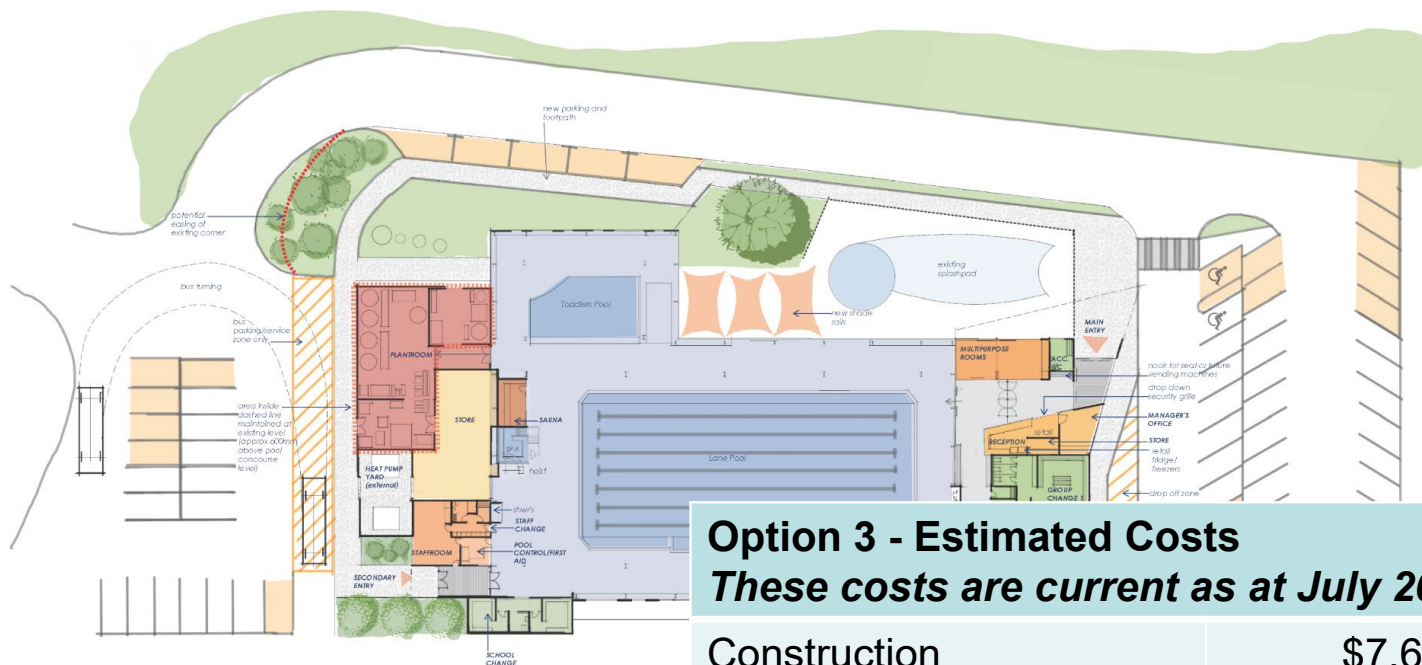 new parking and
footpath
potential
easing of
existing corner
bus turning
bus
parking/service
zone only
Toddlers Pool
existing
splashpad
new shade
sails
MAIN
ENTRY
PLANTROOM
MULTIPURPOSE
ROOMS
ACC.
WC
nook for seat or future
vending machines
drop down
security grille
MANAGER'S
OFFICE
area inside
dashed line
maintained at
existing level
(approx 600mm
above pool
concourse
level)
STORE
SAUNA
SPA
hoist
Lane Pool
retail
RECEPTION
STORE
retail
fridge/
freezers
HEAT PUMP
YARD
(external)
GROUP
CHANGE 1
drop off zone
shwr's
STAFF
CHANGE
STAFFROOM
POOL
CONTROL/FIRST
AID
SECONDARY
ENTRY
SCHOOL
CHANGE
Option 3 - Estimated Costs
These costs are current as at July 20
Construction $7.6